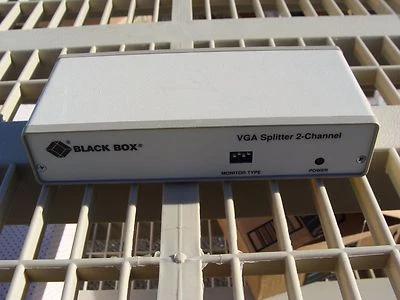 VGA Splitter 2-Channel
BLACK BOX®
MONITOR TYPE
POWER